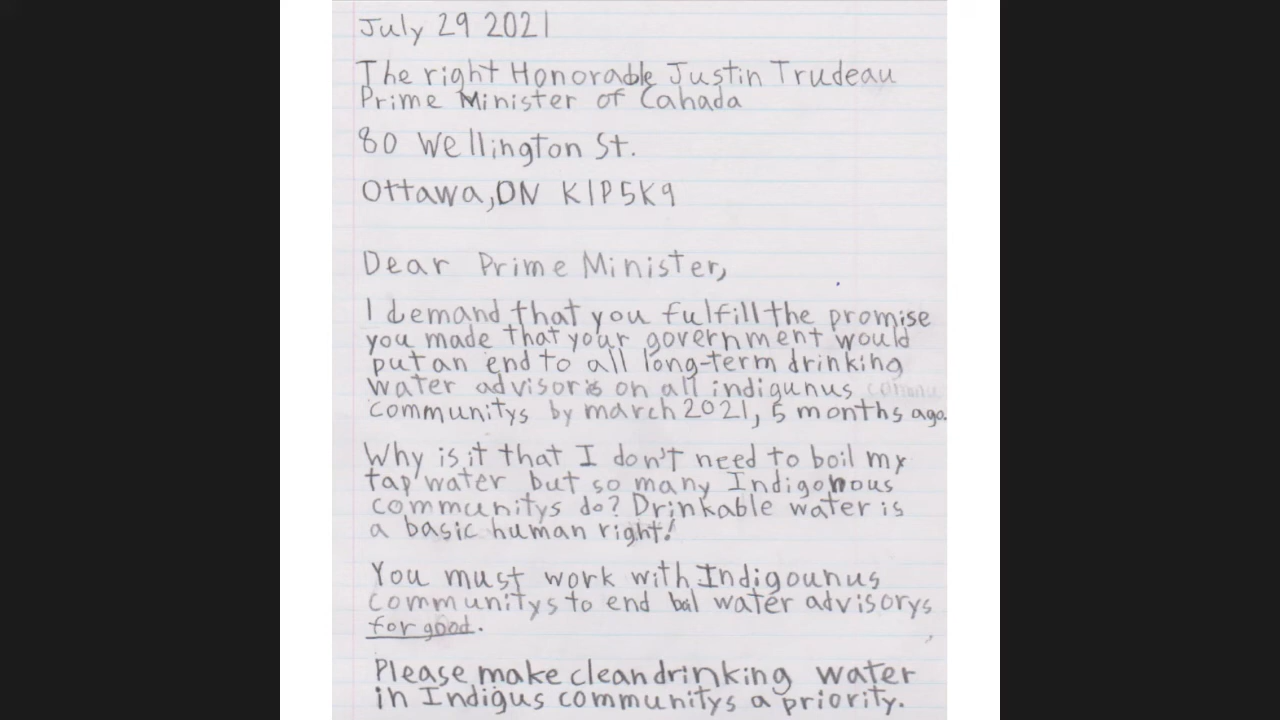 July 29 2021
The right Honorable Justin Trudeau
Prime Minister of Canada
80 Wellington St.
Ottawa, ON K1P5K9
Dear Prime Minister,
I demand that you fulfill the promise
you made that your government would
put an end to all long-term drinking
water advisoris on all indigunus
communitys by march 2021, 5 months ago.
Why is it that I don't need to boil my
tap water but so many Indigonous
communitys do? Drinkable water is
a basic human right!
You must work with Indigounus
communitys to end boil water advisorys
for good.
Please make clean drinking water
in Indigus communitys a priority.